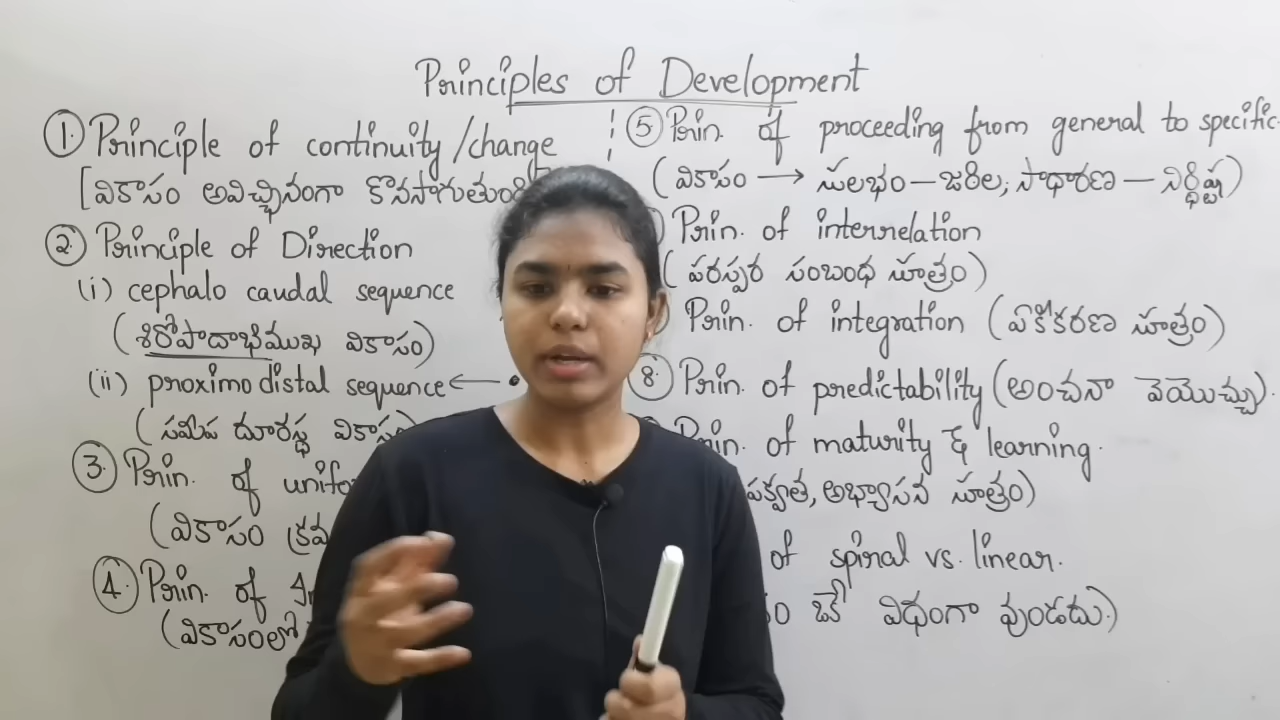 Principles of Development
① Principle of continuity/change
[వికాసం అవిచ్ఛినంగా
② Principle of Direction
(i) cephalo caudal sequence
(శిరోపాదాభిముఖ వికాసం)
(ii) proximo distal sequence ←•
(సమీప దూరస్థ వికాసం)
③ Prin. of
(వికాసం
④ Prin. of
(వికాసంలో
⑤ Prin. of proceeding from general to specific
(వికాసం → సులభం – జటిల; సాధారణ – నిర్ధిష్ట)
Prin. of interrelation
(పరస్పర సంబంధ సూత్రం)
Prin. of integration (ఏకీకరణ సూత్రం)
⑧ Prin. of predictability (అంచనా వేయొచ్చు).
Prin. of maturity & learning.
పక్వత, అభ్యాసన సూత్రం)
of spiral vs. linear.
ఒకే విధంగా వుండదు.)